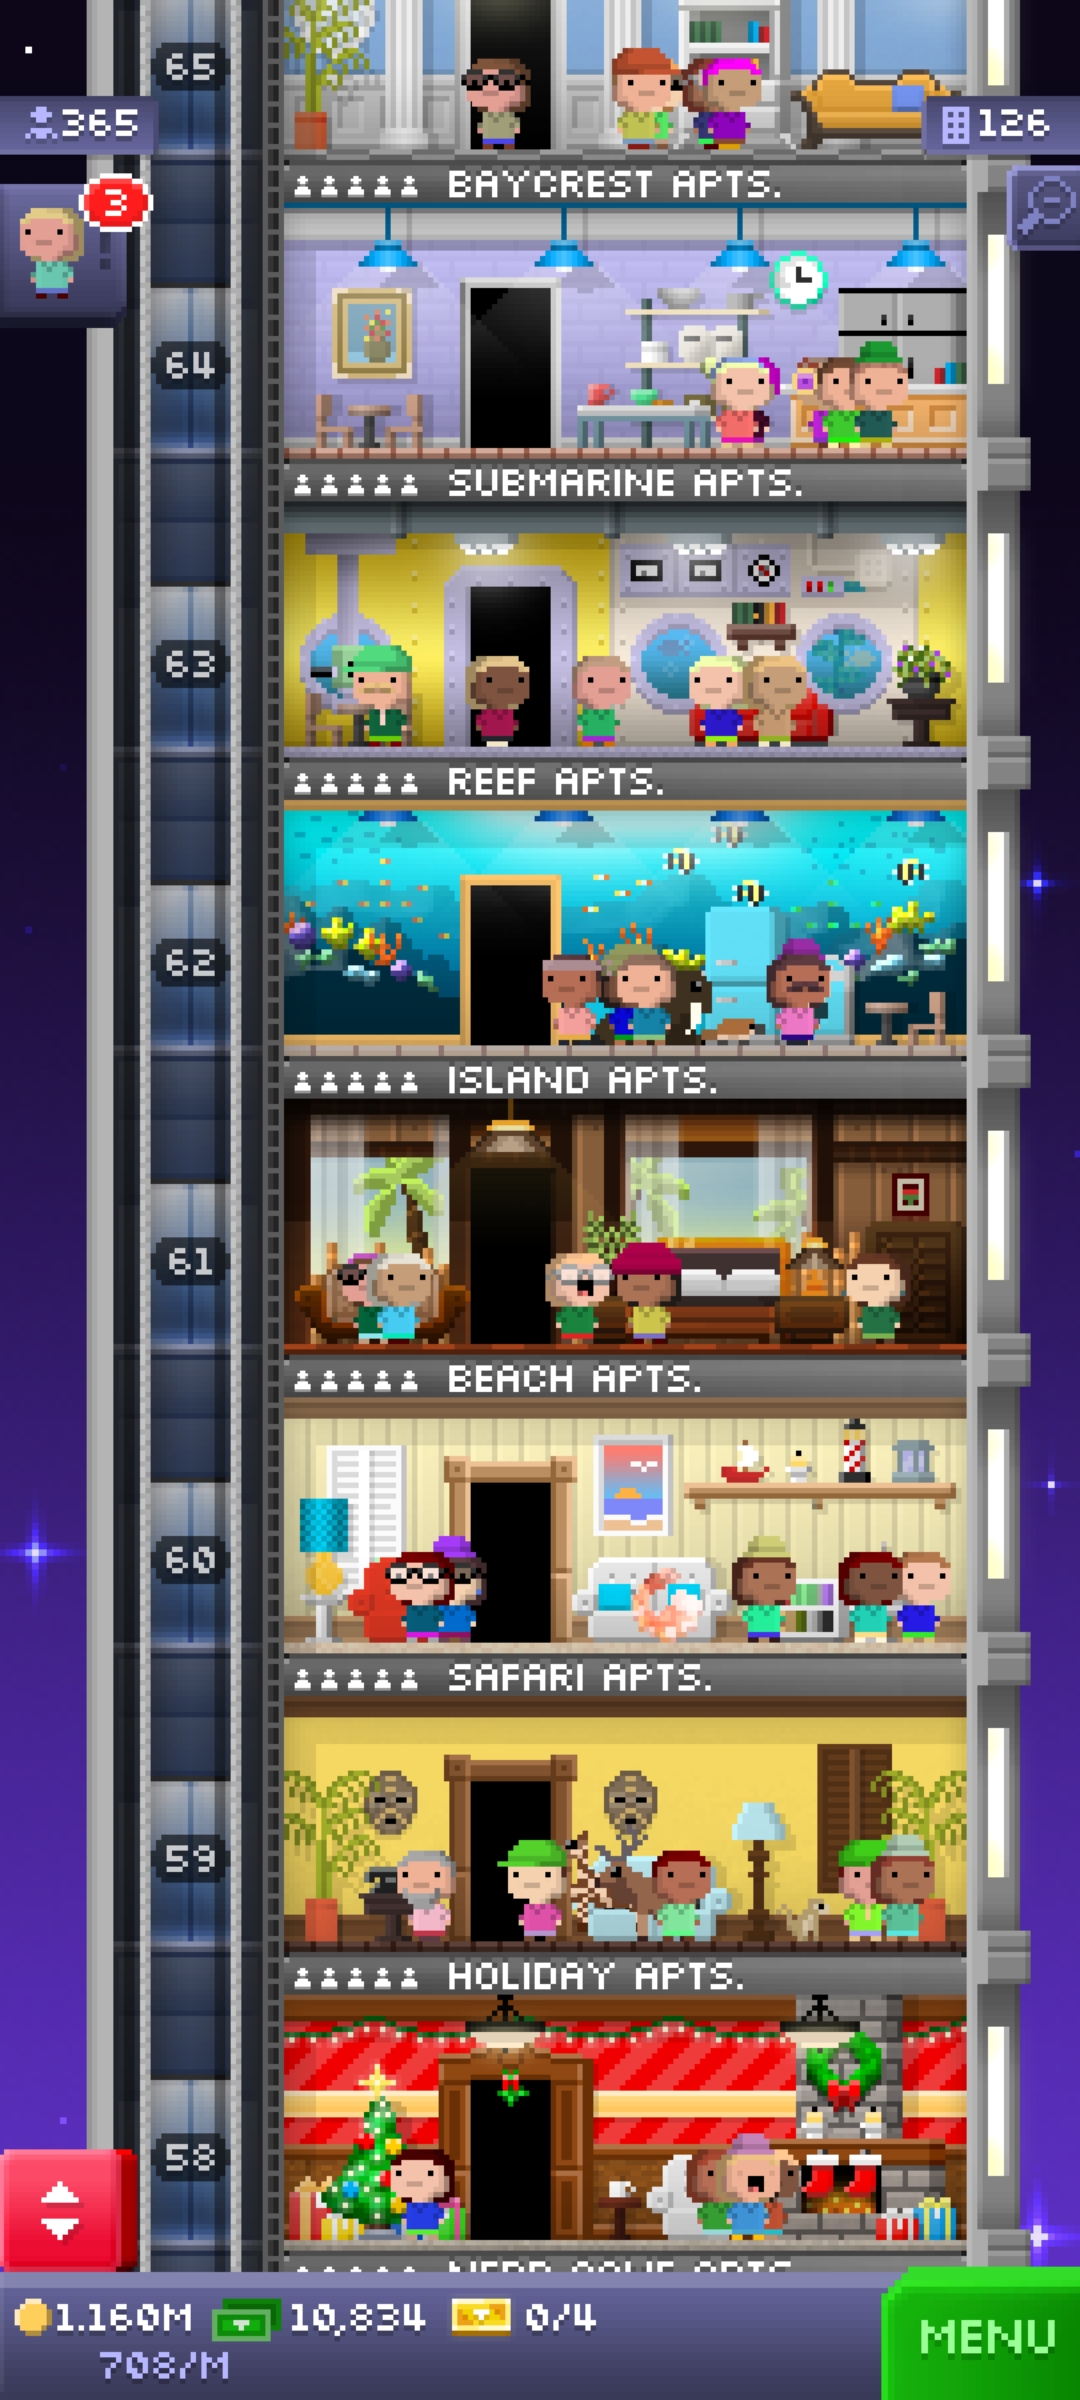 65
365
126
3
BAYCREST APTS.
64
SUBMARINE APTS.
63
REEF APTS.
62
ISLAND APTS.
61
BEACH APTS.
60
SAFARI APTS.
59
HOLIDAY APTS.
58
1.160M 10,834 0/4
708/M
MENU